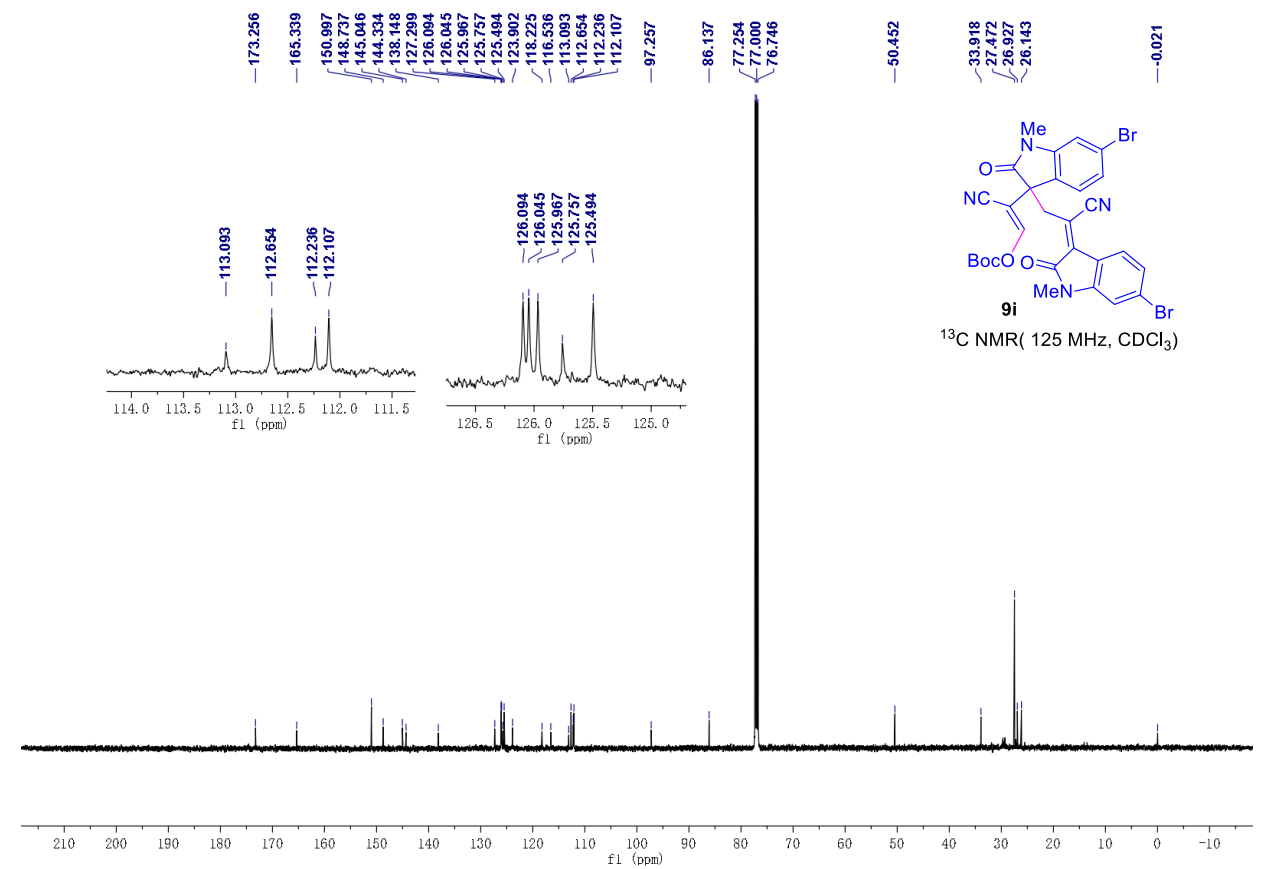 173.256
165.339
150.997
148.737
145.046
144.334
138.148
127.299
126.094
126.045
125.967
125.757
125.494
123.902
118.225
116.536
113.093
112.654
112.236
112.107
97.257
86.137
77.254
77.000
76.746
50.452
33.918
27.472
26.927
26.143
-0.021
113.093
112.654
112.236
112.107
114.0 113.5 113.0 112.5 112.0 111.5
f1 (ppm)
126.094
126.045
125.967
125.757
125.494
126.5 126.0 125.5 125.0
f1 (ppm)
Me
N
Br
O
NC
CN
BocO
O
MeN
Br
9i
¹³C NMR( 125 MHz, CDCl₃)
210 200 190 180 170 160 150 140 130 120 110 100 90 80 70 60 50 40 30 20 10 0 -10
f1 (ppm)